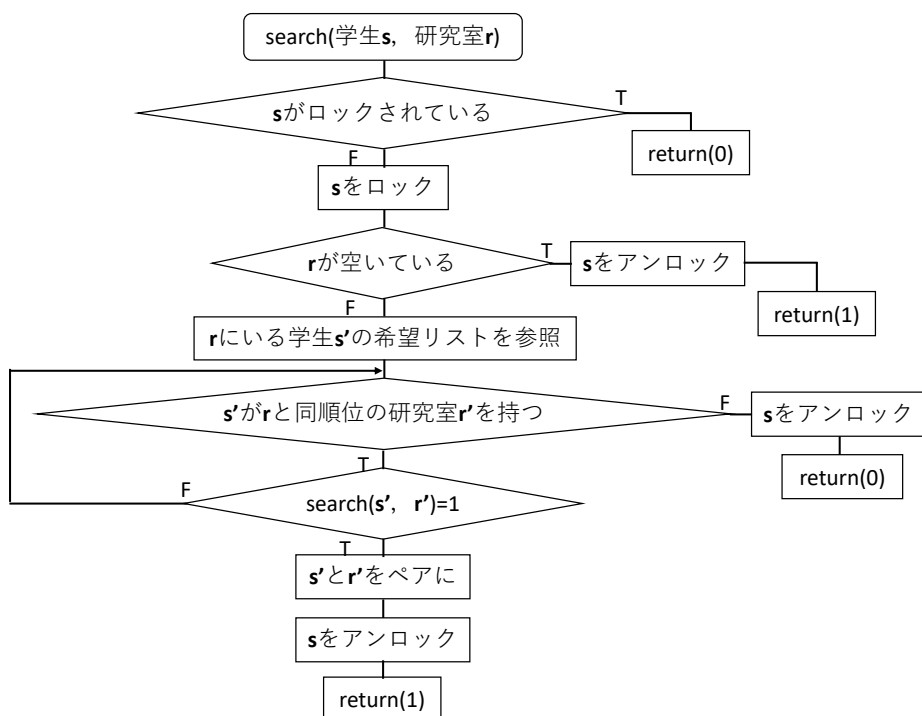 search(学生s, 研究室r)
sがロックされている
T
return(0)
F
sをロック
rが空いている
T
sをアンロック
return(1)
F
rにいる学生s’の希望リストを参照
s’がrと同順位の研究室r’を持つ
F
sをアンロック
return(0)
T
search(s’, r’)=1
F
T
s’とr’をペアに
sをアンロック
return(1)